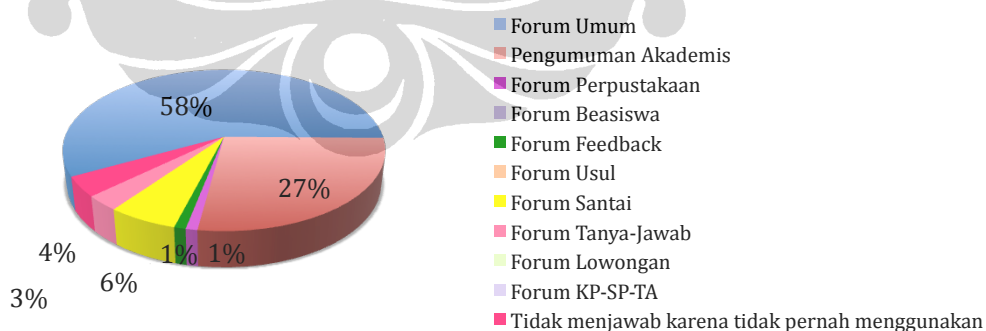 58%
27%
1%
1%
6%
4%
3%
Forum Umum
Pengumuman Akademis
Forum Perpustakaan
Forum Beasiswa
Forum Feedback
Forum Usul
Forum Santai
Forum Tanya-Jawab
Forum Lowongan
Forum KP-SP-TA
Tidak menjawab karena tidak pernah menggunakan